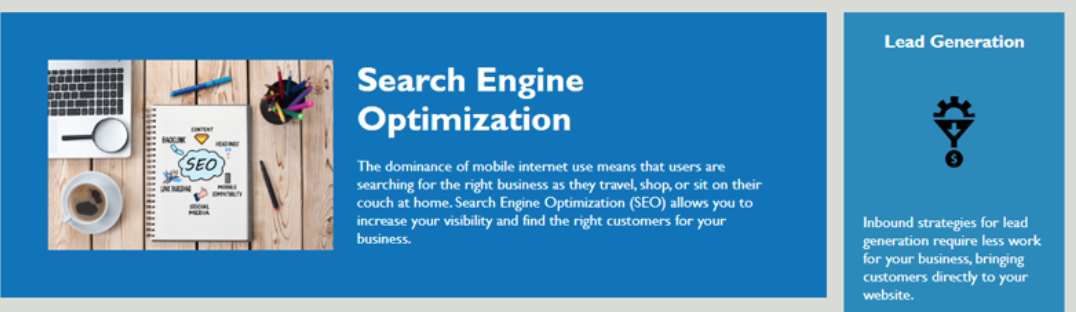 Search Engine
Optimization
The dominance of mobile internet use means that users are
searching for the right business as they travel, shop, or sit on their
couch at home. Search Engine Optimization (SEO) allows you to
increase your visibility and find the right customers for your
business.
CONTENT
BACKLINK
HEADINGS
SEO
LINK BUILDING
MOBILE
COMPATIBILITY
SOCIAL
MEDIA
Lead Generation
$
Inbound strategies for lead
generation require less work
for your business, bringing
customers directly to your
website.